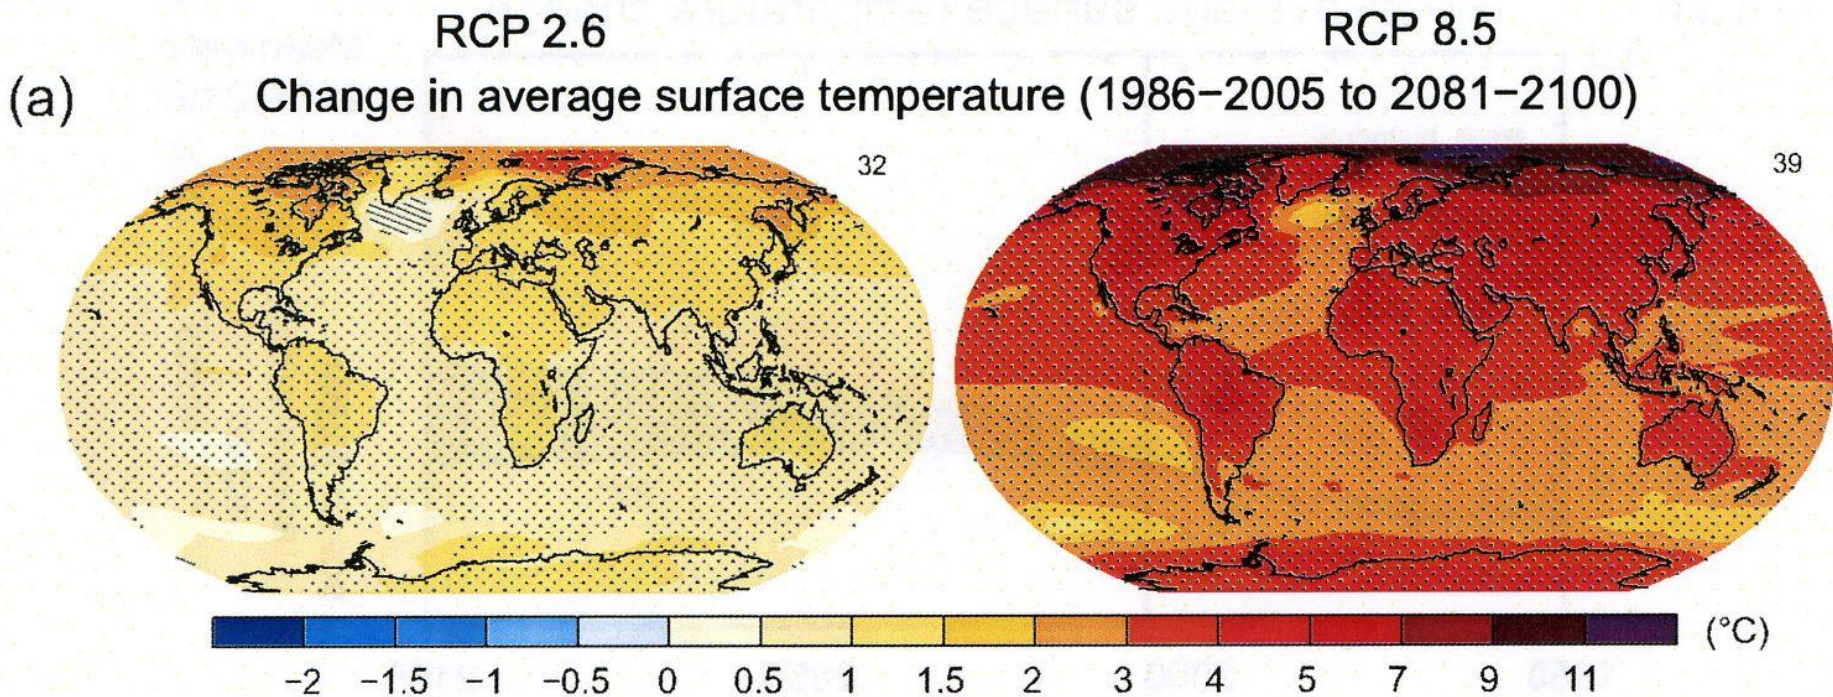 RCP 2.6 RCP 8.5
(a) Change in average surface temperature (1986−2005 to 2081−2100)
32 39
−2 −1.5 −1 −0.5 0 0.5 1 1.5 2 3 4 5 7 9 11 (°C)